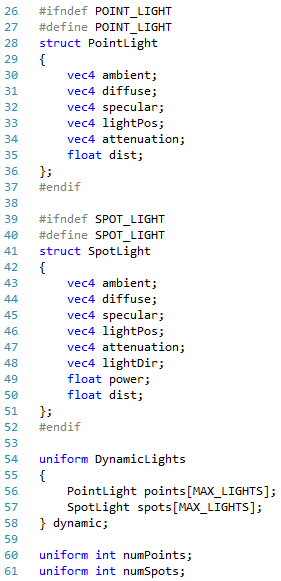 26 #ifndef POINT_LIGHT
27 #define POINT_LIGHT
28 struct PointLight
29 {
30     vec4 ambient;
31     vec4 diffuse;
32     vec4 specular;
33     vec4 lightPos;
34     vec4 attenuation;
35     float dist;
36 };
37 #endif
38
39 #ifndef SPOT_LIGHT
40 #define SPOT_LIGHT
41 struct SpotLight
42 {
43     vec4 ambient;
44     vec4 diffuse;
45     vec4 specular;
46     vec4 lightPos;
47     vec4 attenuation;
48     vec4 lightDir;
49     float power;
50     float dist;
51 };
52 #endif
53
54 uniform DynamicLights
55 {
56     PointLight points[MAX_LIGHTS];
57     SpotLight spots[MAX_LIGHTS];
58 } dynamic;
59
60 uniform int numPoints;
61 uniform int numSpots;